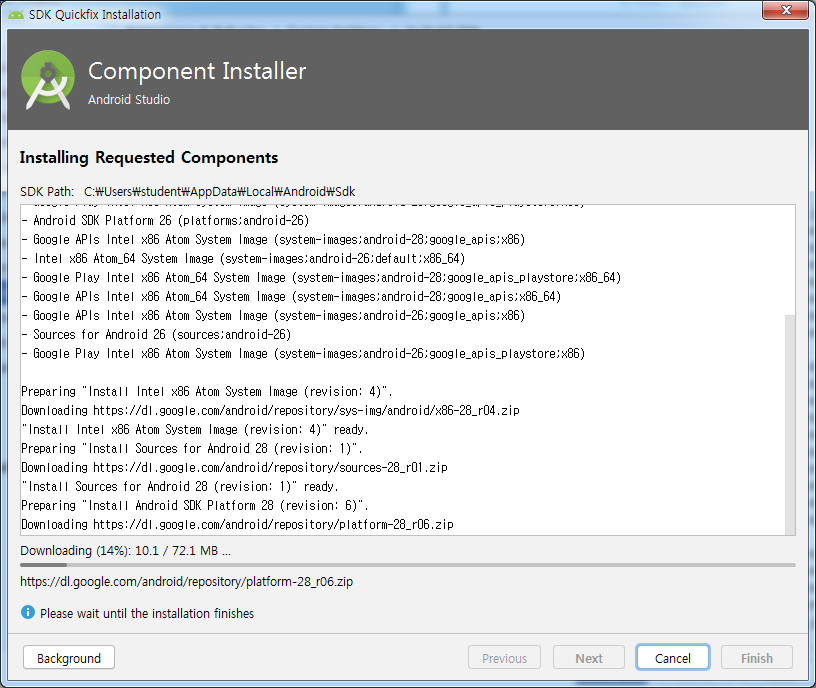 SDK Quickfix Installation
Component Installer
Android Studio
Installing Requested Components
SDK Path: C:₩Users₩student₩AppData₩Local₩Android₩Sdk
- Android SDK Platform 26 (platforms;android-26)
- Google APIs Intel x86 Atom System Image (system-images;android-28;google_apis;x86)
- Intel x86 Atom_64 System Image (system-images;android-26;default;x86_64)
- Google Play Intel x86 Atom_64 System Image (system-images;android-28;google_apis_playstore;x86_64)
- Google APIs Intel x86 Atom_64 System Image (system-images;android-28;google_apis;x86_64)
- Google APIs Intel x86 Atom System Image (system-images;android-26;google_apis;x86)
- Sources for Android 26 (sources;android-26)
- Google Play Intel x86 Atom System Image (system-images;android-26;google_apis_playstore;x86)
Preparing "Install Intel x86 Atom System Image (revision: 4)".
Downloading https://dl.google.com/android/repository/sys-img/android/x86-28_r04.zip
"Install Intel x86 Atom System Image (revision: 4)" ready.
Preparing "Install Sources for Android 28 (revision: 1)".
Downloading https://dl.google.com/android/repository/sources-28_r01.zip
"Install Sources for Android 28 (revision: 1)" ready.
Preparing "Install Android SDK Platform 28 (revision: 6)".
Downloading https://dl.google.com/android/repository/platform-28_r06.zip
Downloading (14%): 10.1 / 72.1 MB ...
https://dl.google.com/android/repository/platform-28_r06.zip
Please wait until the installation finishes
Background Previous Next Cancel Finish